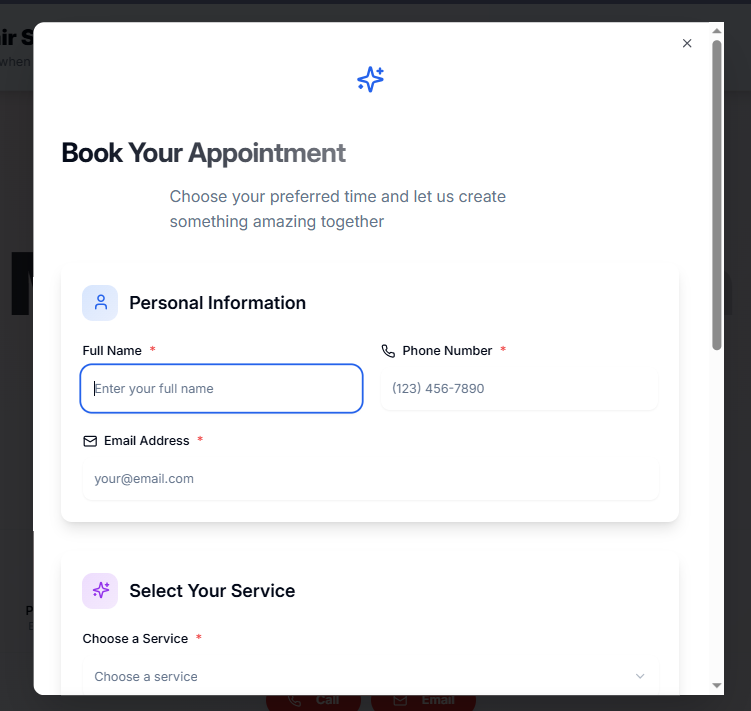 ir S
when
Book Your Appointment
Choose your preferred time and let us create
something amazing together
Personal Information
Full Name *
Phone Number *
Enter your full name
(123) 456-7890
Email Address *
your@email.com
Select Your Service
Choose a Service *
Choose a service
Call
Email